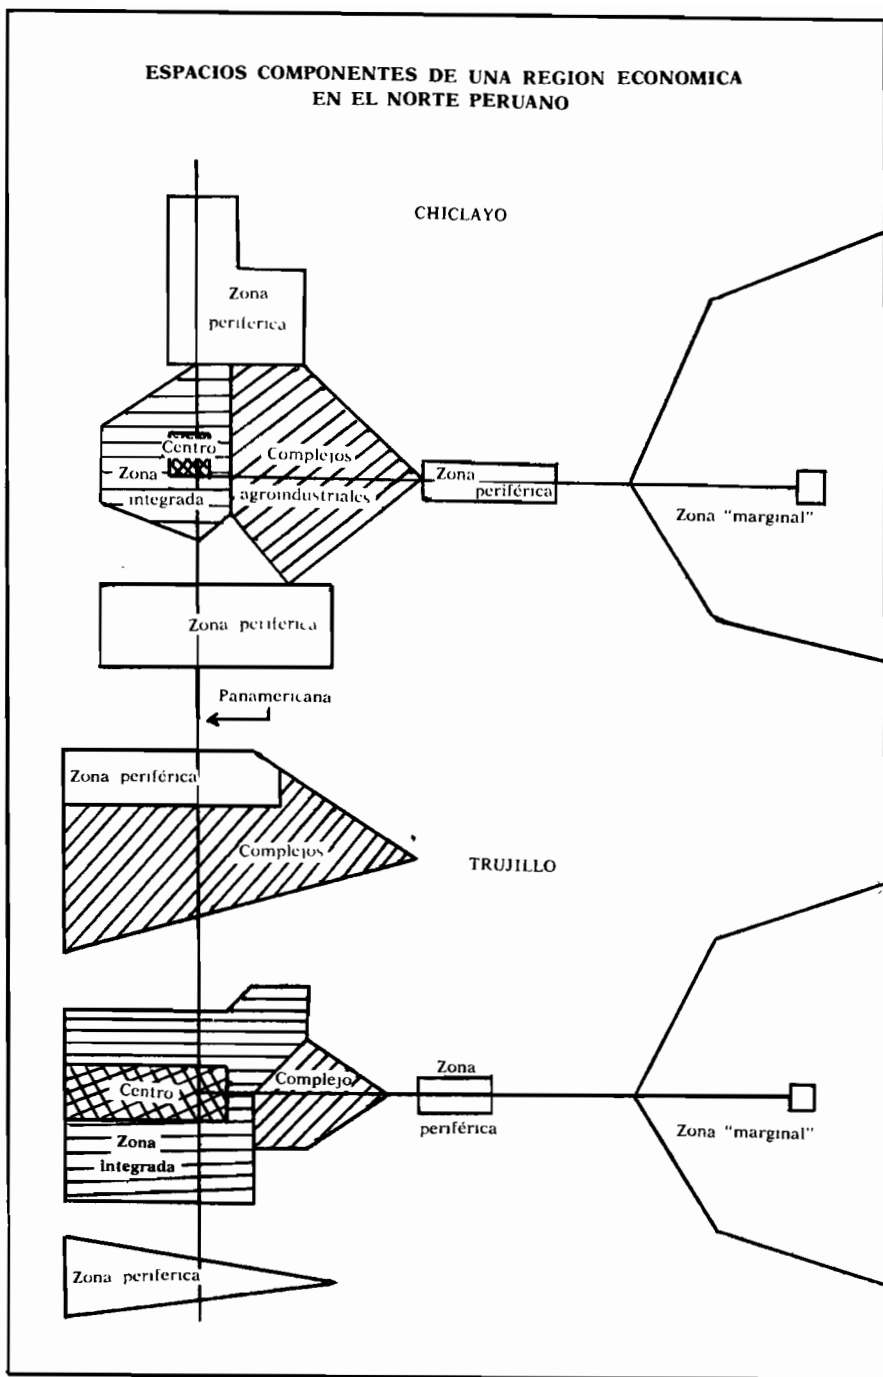 ESPACIOS COMPONENTES DE UNA REGION ECONOMICA
EN EL NORTE PERUANO
CHICLAYO
Zona
periferica
Centro
Zona
integrada
Complejos
agroindustriales
Zona
periférica
Zona "marginal"
Zona periferica
Panamericana
Zona periférica
Complejos
TRUJILLO
Centro
Complejo
Zona
periférica
Zona
integrada
Zona "marginal"
Zona periferica